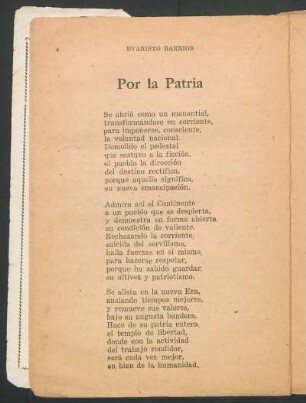 4
EVARISTO BARRIOS
Por la Patria
Se abrió como un manantial,
transformándose en corriente,
para imponerse, consciente,
la voluntad nacional.
Demolido el pedestal
que sostuvo a la ficción,
el pueblo la dirección
del destino rectifica,
porque aquello significa,
su nueva emancipación.
Admira así el Continente
a un pueblo que se despierta,
y demuestra en forma abierta
su condición de valiente.
Rechazando la corriente,
suicida del servilismo,
halla fuerzas en sí mismo,
para hacerse respetar,
porque ha sabido guardar,
su altivez y patriotismo.
Se alista en la nueva Era,
ansiando tiempos mejores,
y renueve sus valores,
bajo su augusta bandera.
Hace de su patria entera,
el templo de libertad,
donde con la actividad
del trabajo rendidor,
será cada vez mejor,
en bien de la humanidad,